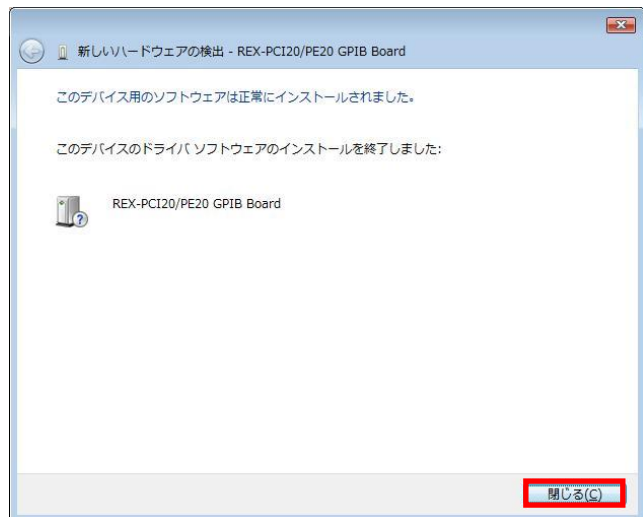 新しいハードウェアの検出 - REX-PCI20/PE20 GPIB Board
このデバイス用のソフトウェアは正常にインストールされました。
このデバイスのドライバ ソフトウェアのインストールを終了しました:
REX-PCI20/PE20 GPIB Board
閉じる(C)